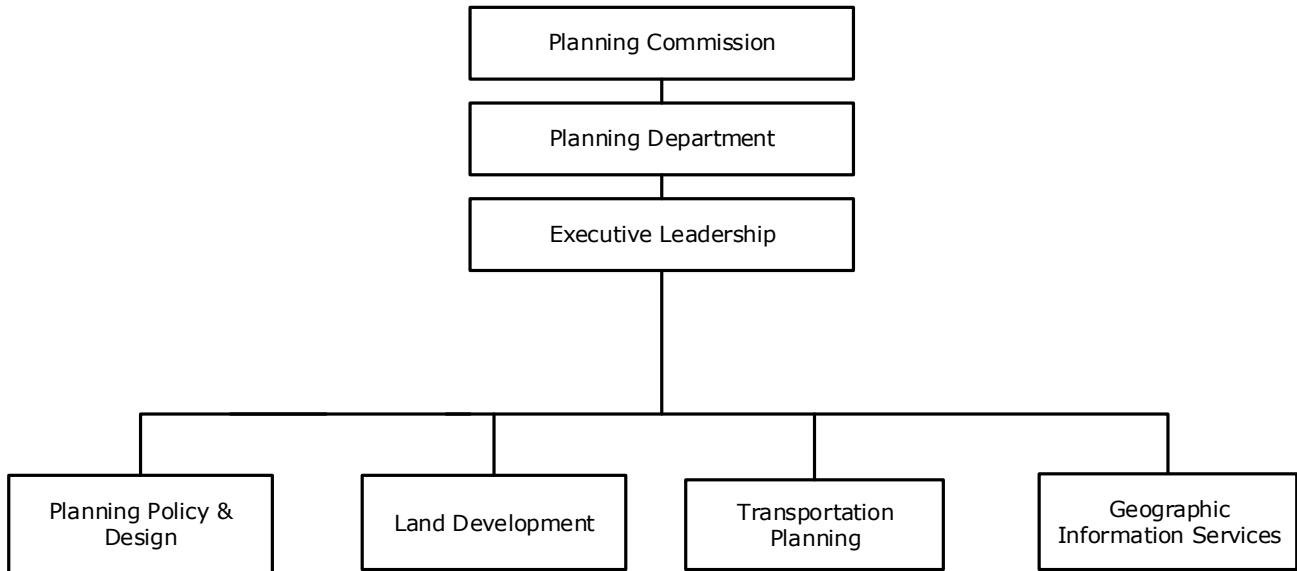 Planning Commission
Planning Department
Executive Leadership
Planning Policy &
Design
Land Development
Transportation
Planning
Geographic
Information Services